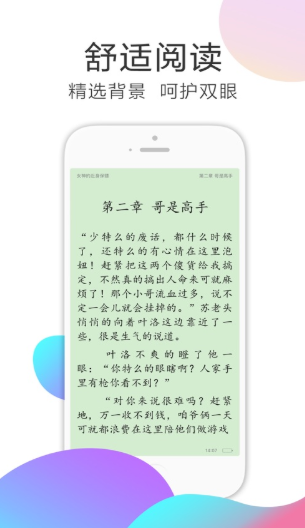 舒适阅读
精选背景 呵护双眼
女神的贴身保镖 第二章 哥是高手
第二章 哥是高手
“少特么的废话，都什么时候
了，还特么的有心情在这里泡
妞！赶紧把这两个傻货给我搞
定，不然真的搞出人命来可就麻
烦了！那个小哥流血过多，说不
定一会儿就会挂掉的。”苏老头
悄悄的向着叶洛这边靠近了一
些，很是生气的说道。
叶洛不爽的瞪了他一
眼：“你特么的眼瞎啊？人家手
里有枪你看不到？”
“对你来说很难吗？赶紧
地，万一收不到钱，咱爷俩一天
可就都浪费在这里陪他们做游戏
14:57